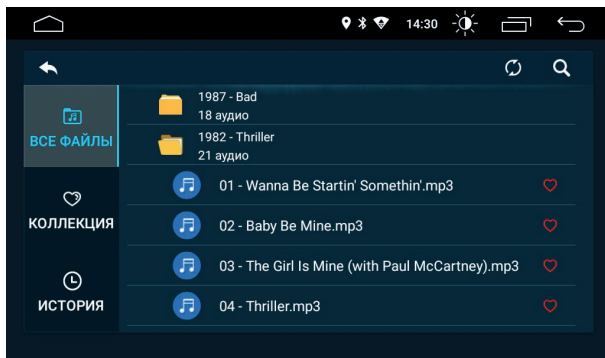 14:30
1987 - Bad
18 аудио
ВСЕ ФАЙЛЫ
1982 - Thriller
21 аудио
01 - Wanna Be Startin' Somethin'.mp3
КОЛЛЕКЦИЯ
02 - Baby Be Mine.mp3
03 - The Girl Is Mine (with Paul McCartney).mp3
ИСТОРИЯ
04 - Thriller.mp3